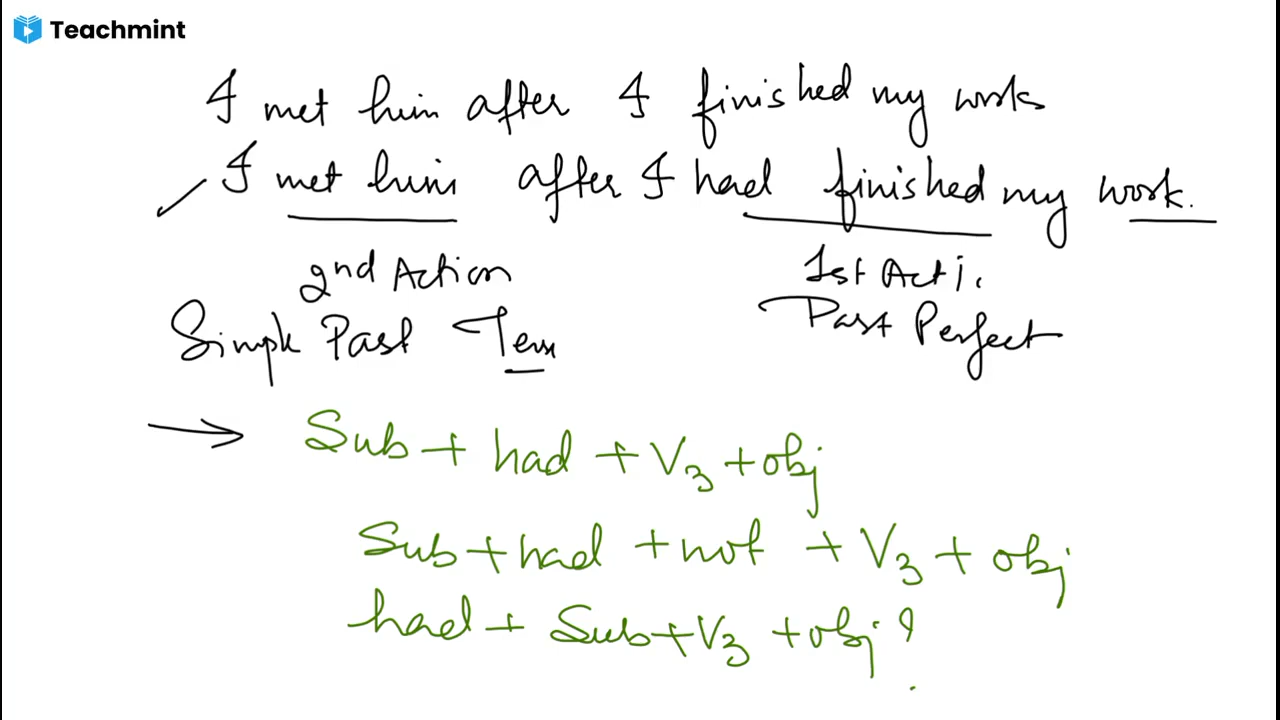 Teachmint
I met him after I finished my work
I met him after I had finished my work.
2nd Action 1st Acti.
Simple Past Tense Past Perfect
Sub + had + V3 + obj
Sub + had + not + V3 + obj
had + Sub + V3 + obj ?